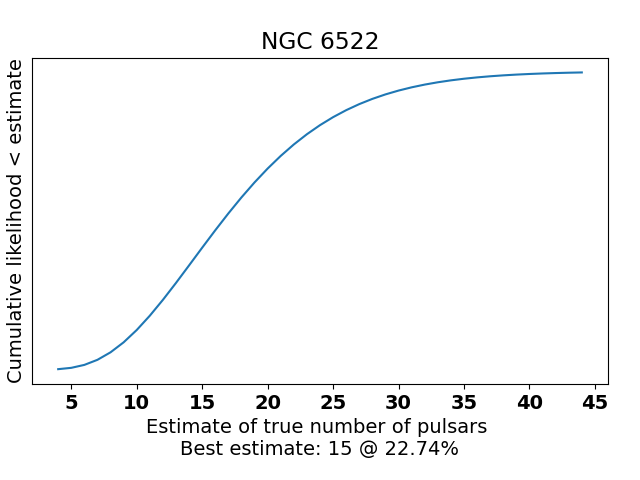 NGC 6522
Cumulative likelihood < estimate
5 10 15 20 25 30 35 40 45
Estimate of true number of pulsars
Best estimate: 15 @ 22.74%